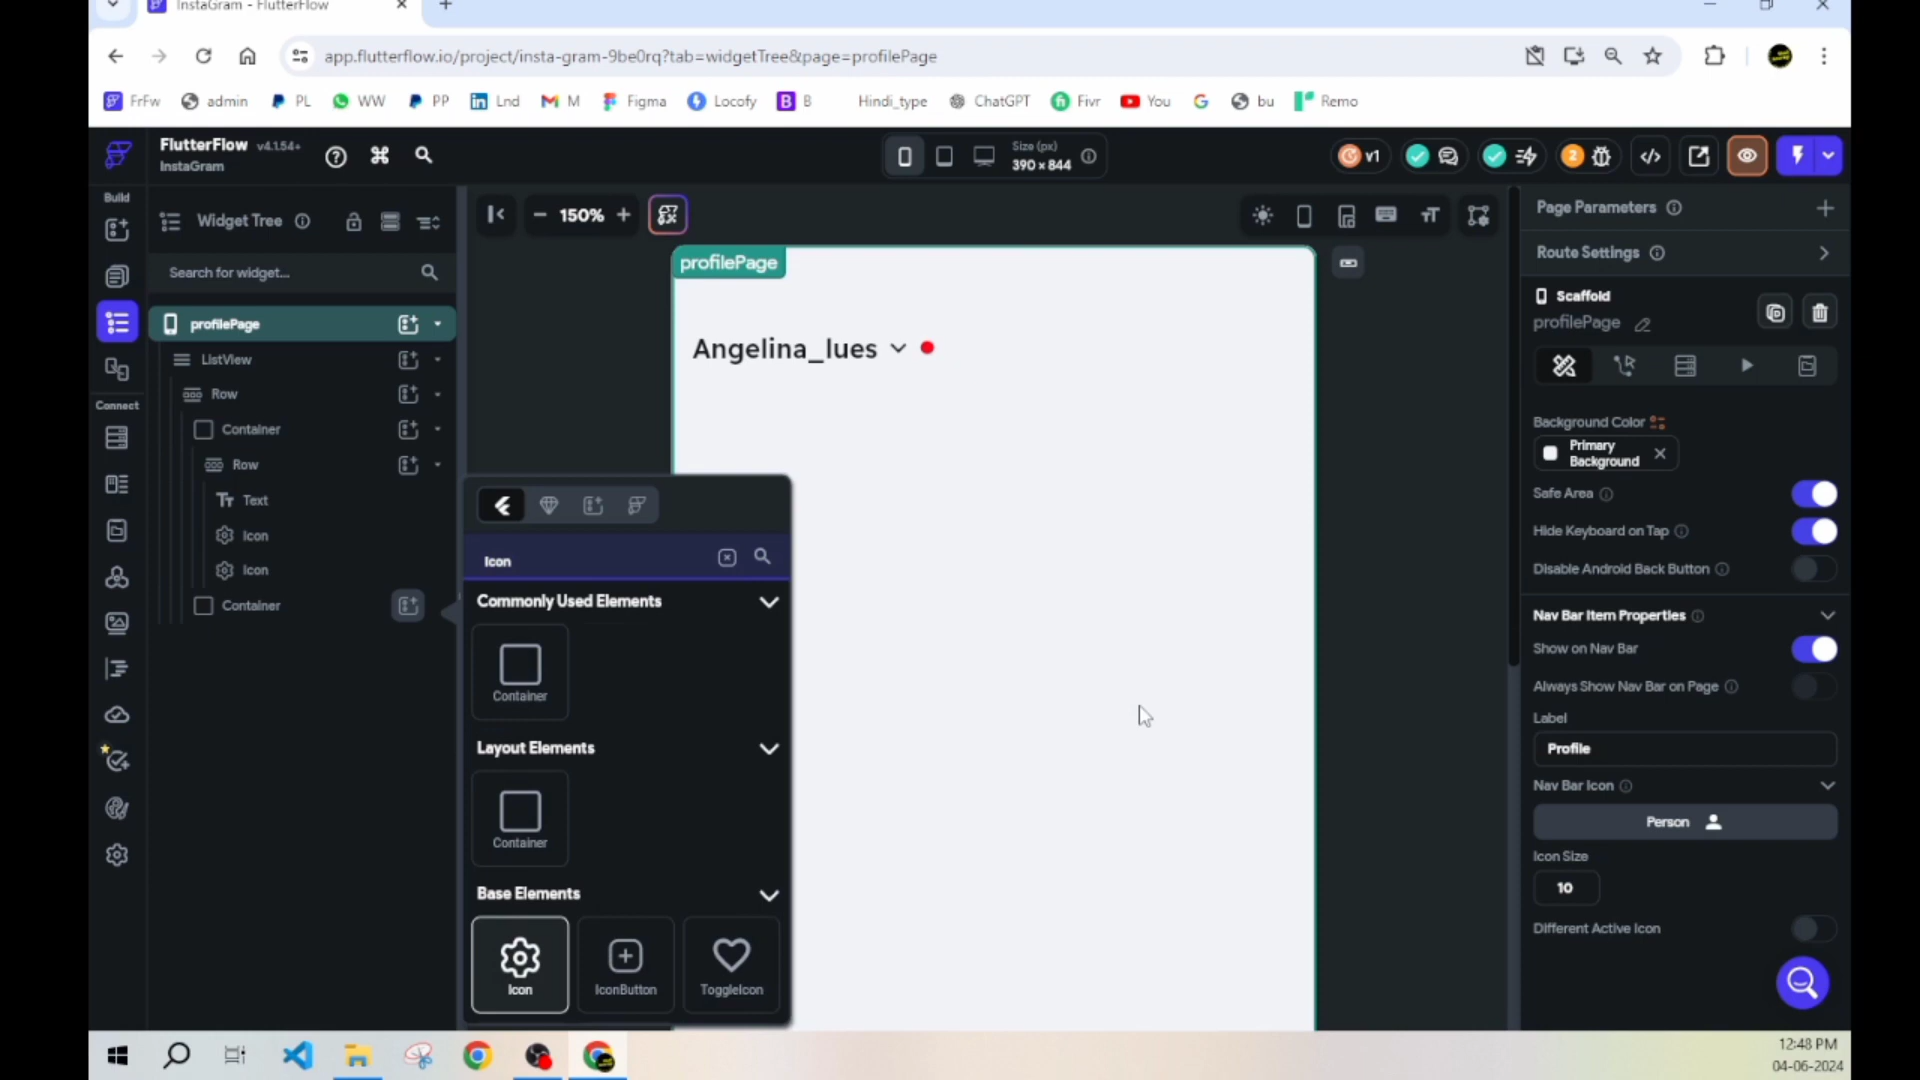 InstaGram - FlutterFlow
app.flutterflow.io/project/insta-gram-9be0rq?tab=widgetTree&page=profilePage
FrFw
admin
PL
WW
PP
Lnd
M
Figma
Locofy
B
Hindi_type
ChatGPT
Fivr
You
bu
Remo
FlutterFlow v4.1.54+
InstaGram
Size (px)
390 × 844
v1
2
Build
Widget Tree
150%
Page Parameters
Route Settings
Search for widget...
profilePage
ListView
Row
Container
Row
Text
Icon
Icon
Container
Connect
profilePage
Angelina_lues
Icon
Commonly Used Elements
Container
Layout Elements
Container
Base Elements
Icon
IconButton
ToggleIcon
Scaffold
profilePage
Background Color
Primary
Background
Safe Area
Hide Keyboard on Tap
Disable Android Back Button
Nav Bar Item Properties
Show on Nav Bar
Always Show Nav Bar on Page
Label
Profile
Nav Bar Icon
Person
Icon Size
10
Different Active Icon
12:48 PM
04-06-2024